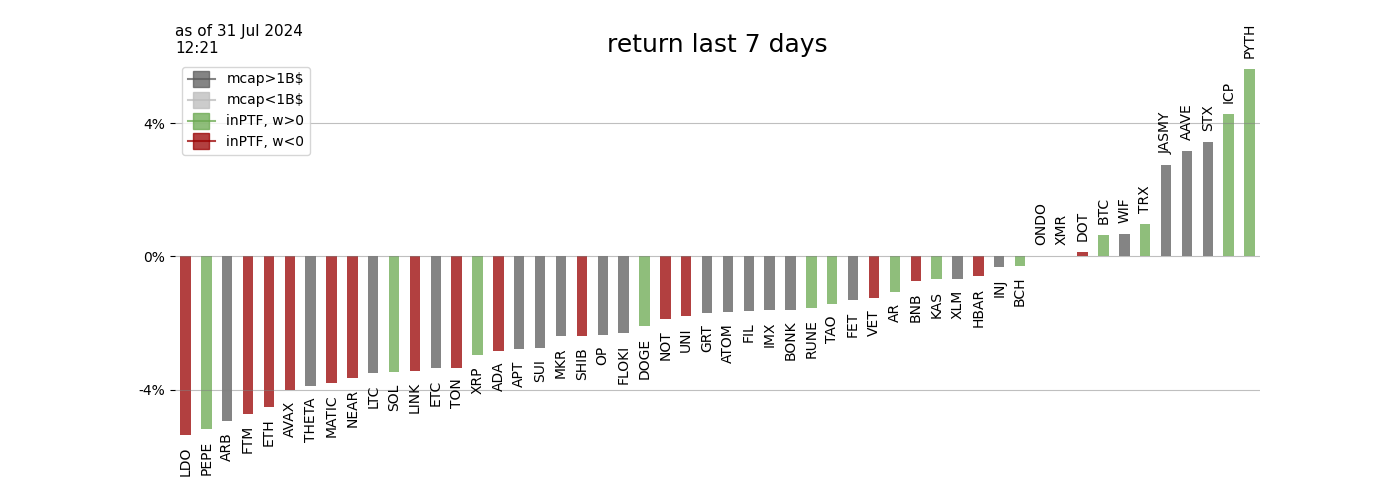 as of 31 Jul 2024
12:21
return last 7 days
mcap>1B$
mcap<1B$
inPTF, w>0
inPTF, w<0
4%
0%
-4%
LDO
PEPE
ARB
FTM
ETH
AVAX
THETA
MATIC
NEAR
LTC
SOL
LINK
ETC
TON
XRP
ADA
APT
SUI
MKR
SHIB
OP
FLOKI
DOGE
NOT
UNI
GRT
ATOM
FIL
IMX
BONK
RUNE
TAO
FET
VET
AR
BNB
KAS
XLM
HBAR
INJ
BCH
ONDO
XMR
DOT
BTC
WIF
TRX
JASMY
AAVE
STX
ICP
PYTH